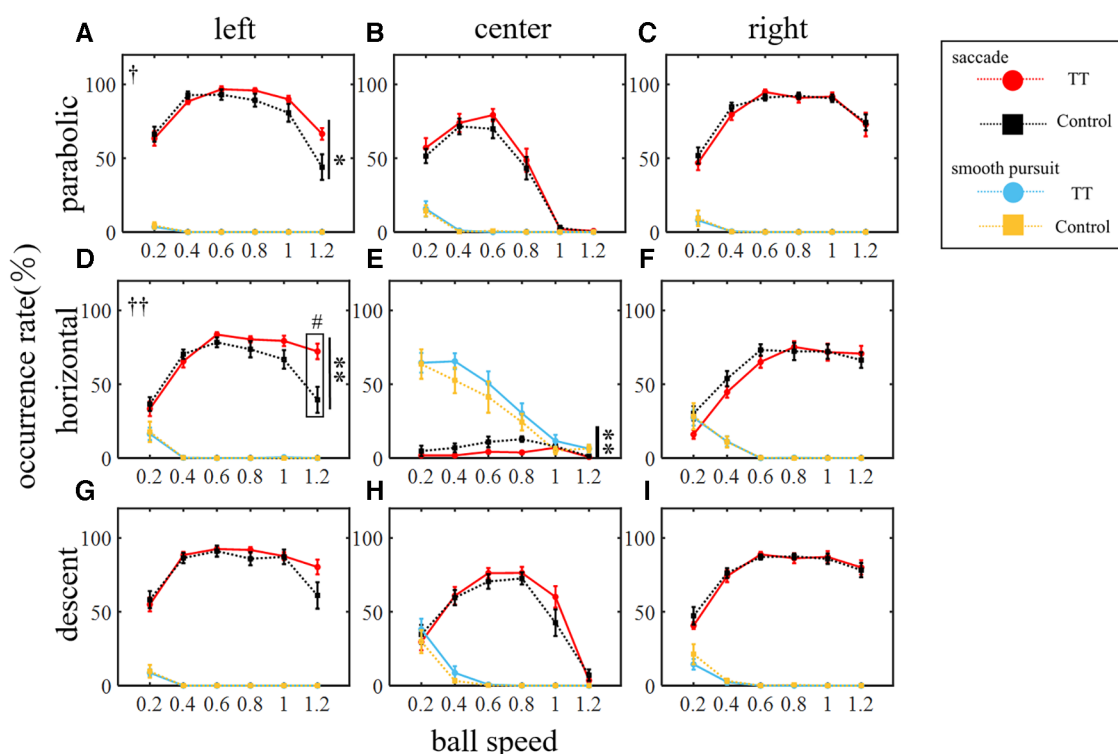 left center right
A B C
saccade
TT
Control
smooth pursuit
TT
Control
parabolic
†
100
50
0
*
0.2 0.4 0.6 0.8 1 1.2
100
50
0
0.2 0.4 0.6 0.8 1 1.2
100
50
0
0.2 0.4 0.6 0.8 1 1.2
occurrence rate(%)
D E F
horizontal
††
#
100
50
0
**
0.2 0.4 0.6 0.8 1 1.2
100
50
0
**
0.2 0.4 0.6 0.8 1 1.2
100
50
0
0.2 0.4 0.6 0.8 1 1.2
G H I
descent
100
50
0
0.2 0.4 0.6 0.8 1 1.2
100
50
0
0.2 0.4 0.6 0.8 1 1.2
100
50
0
0.2 0.4 0.6 0.8 1 1.2
ball speed